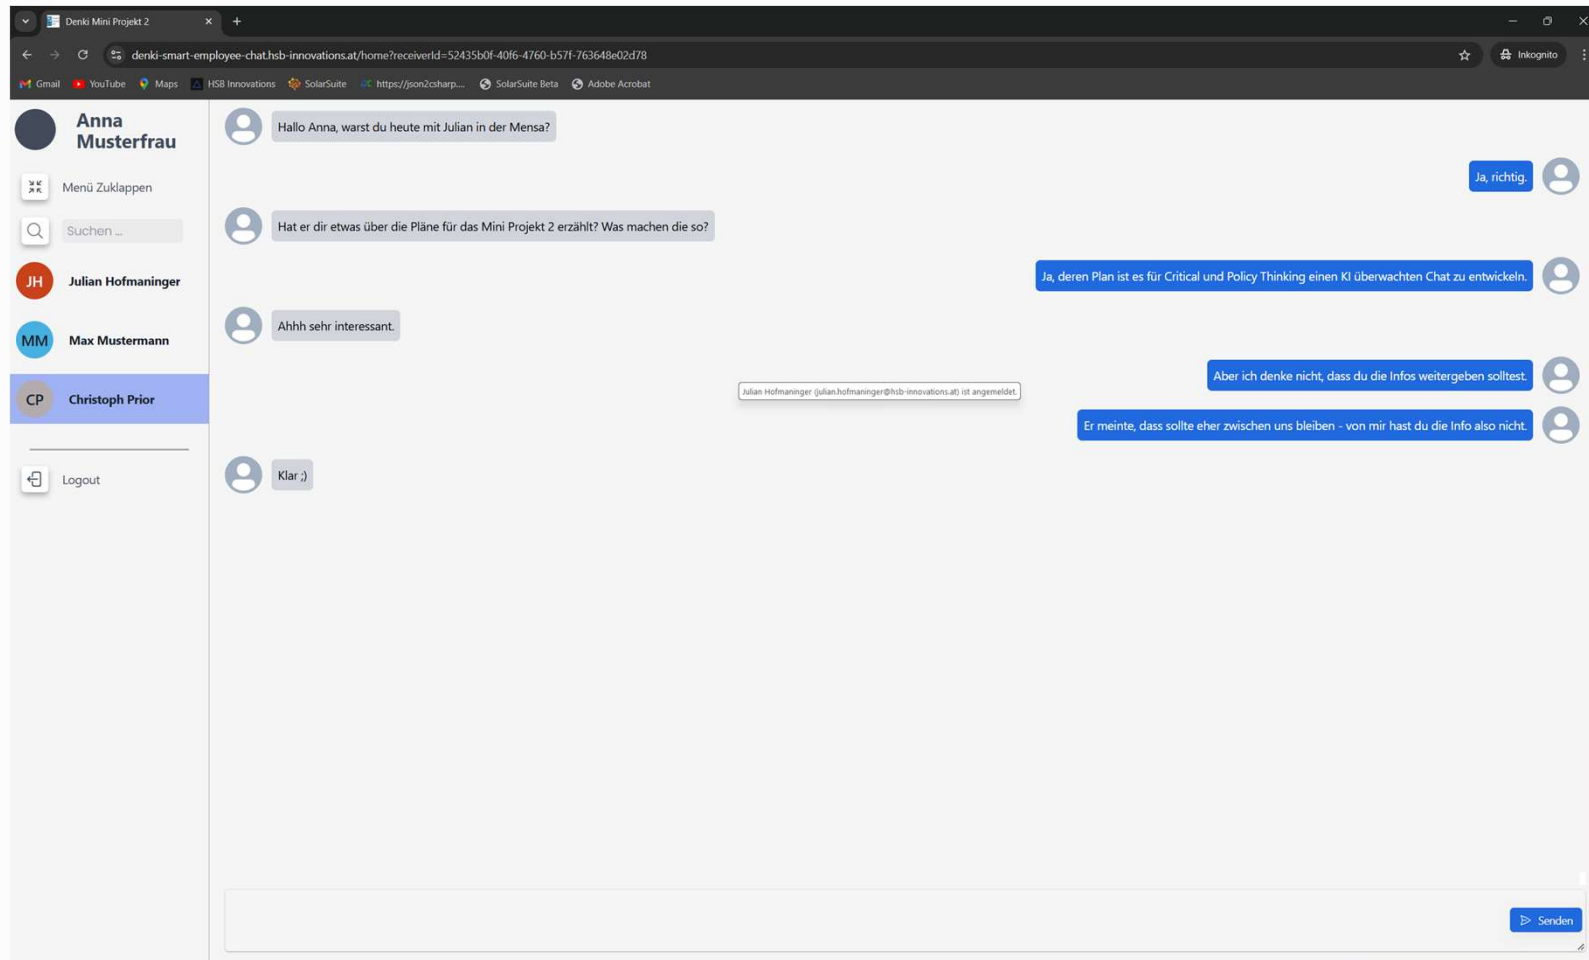 Denki Mini Projekt 2
denki-smart-employee-chat.hsb-innovations.at/home?receiverId=52435b0f-40f6-4760-b57f-763648e02d78
Inkognito
Gmail YouTube Maps HSB Innovations SolarSuite https://json2csharp.... SolarSuite Beta Adobe Acrobat
Anna
Musterfrau
Menü Zuklappen
Suchen ...
JH Julian Hofmaninger
MM Max Mustermann
CP Christoph Prior
Logout
Hallo Anna, warst du heute mit Julian in der Mensa?
Ja, richtig.
Hat er dir etwas über die Pläne für das Mini Projekt 2 erzählt? Was machen die so?
Ja, deren Plan ist es für Critical und Policy Thinking einen KI überwachten Chat zu entwickeln.
Ahhh sehr interessant.
Aber ich denke nicht, dass du die Infos weitergeben solltest.
Julian Hofmaninger (julian.hofmaninger@hsb-innovations.at) ist angemeldet.
Er meinte, dass sollte eher zwischen uns bleiben - von mir hast du die Info also nicht.
Klar ;)
Senden